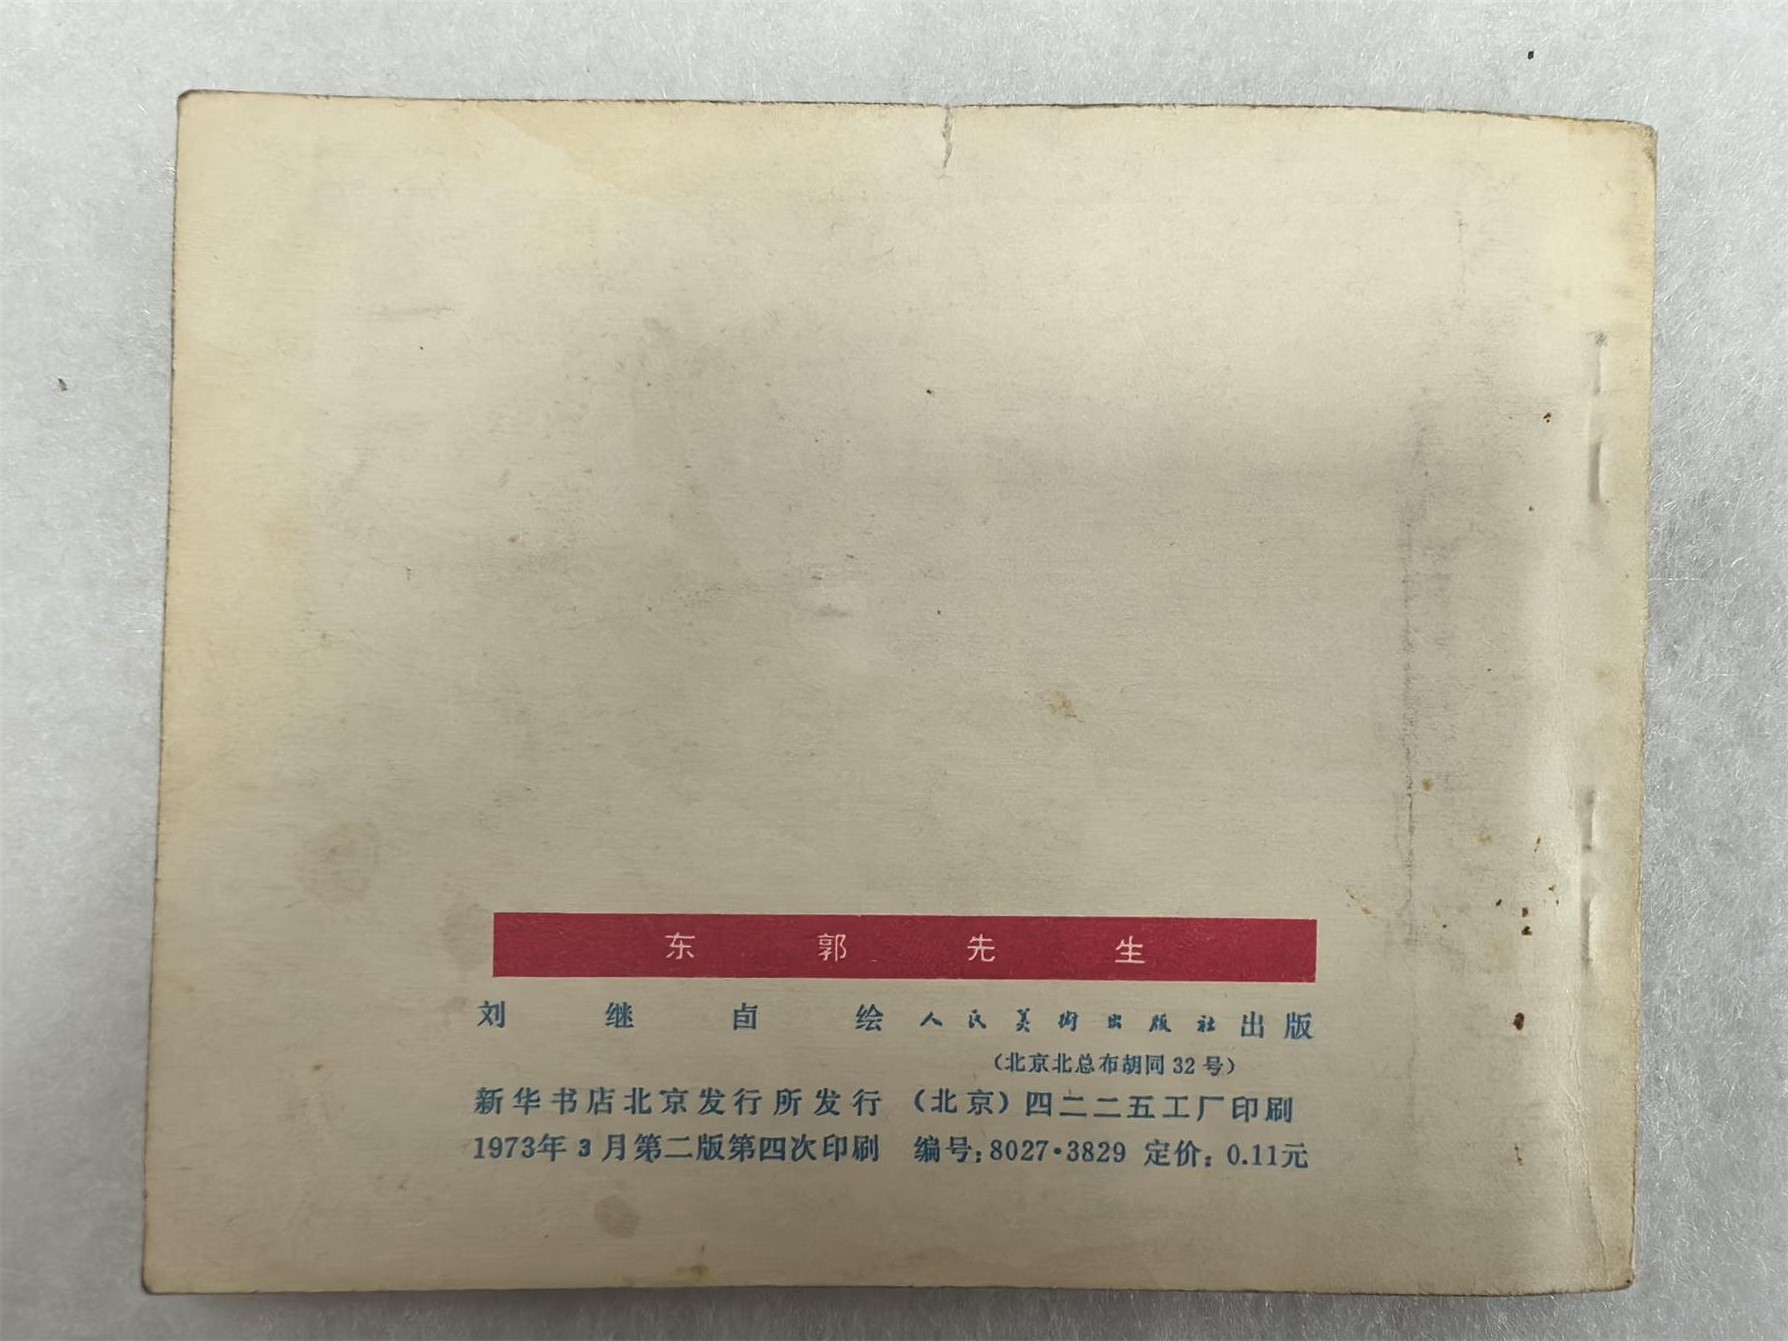 东郭先生
刘继卣绘 人民美術出版社出版
（北京北总布胡同32号）
新华书店北京发行所发行 （北京）四二二五工厂印刷
1973年3月第二版第四次印刷 编号：8027·3829 定价：0.11元